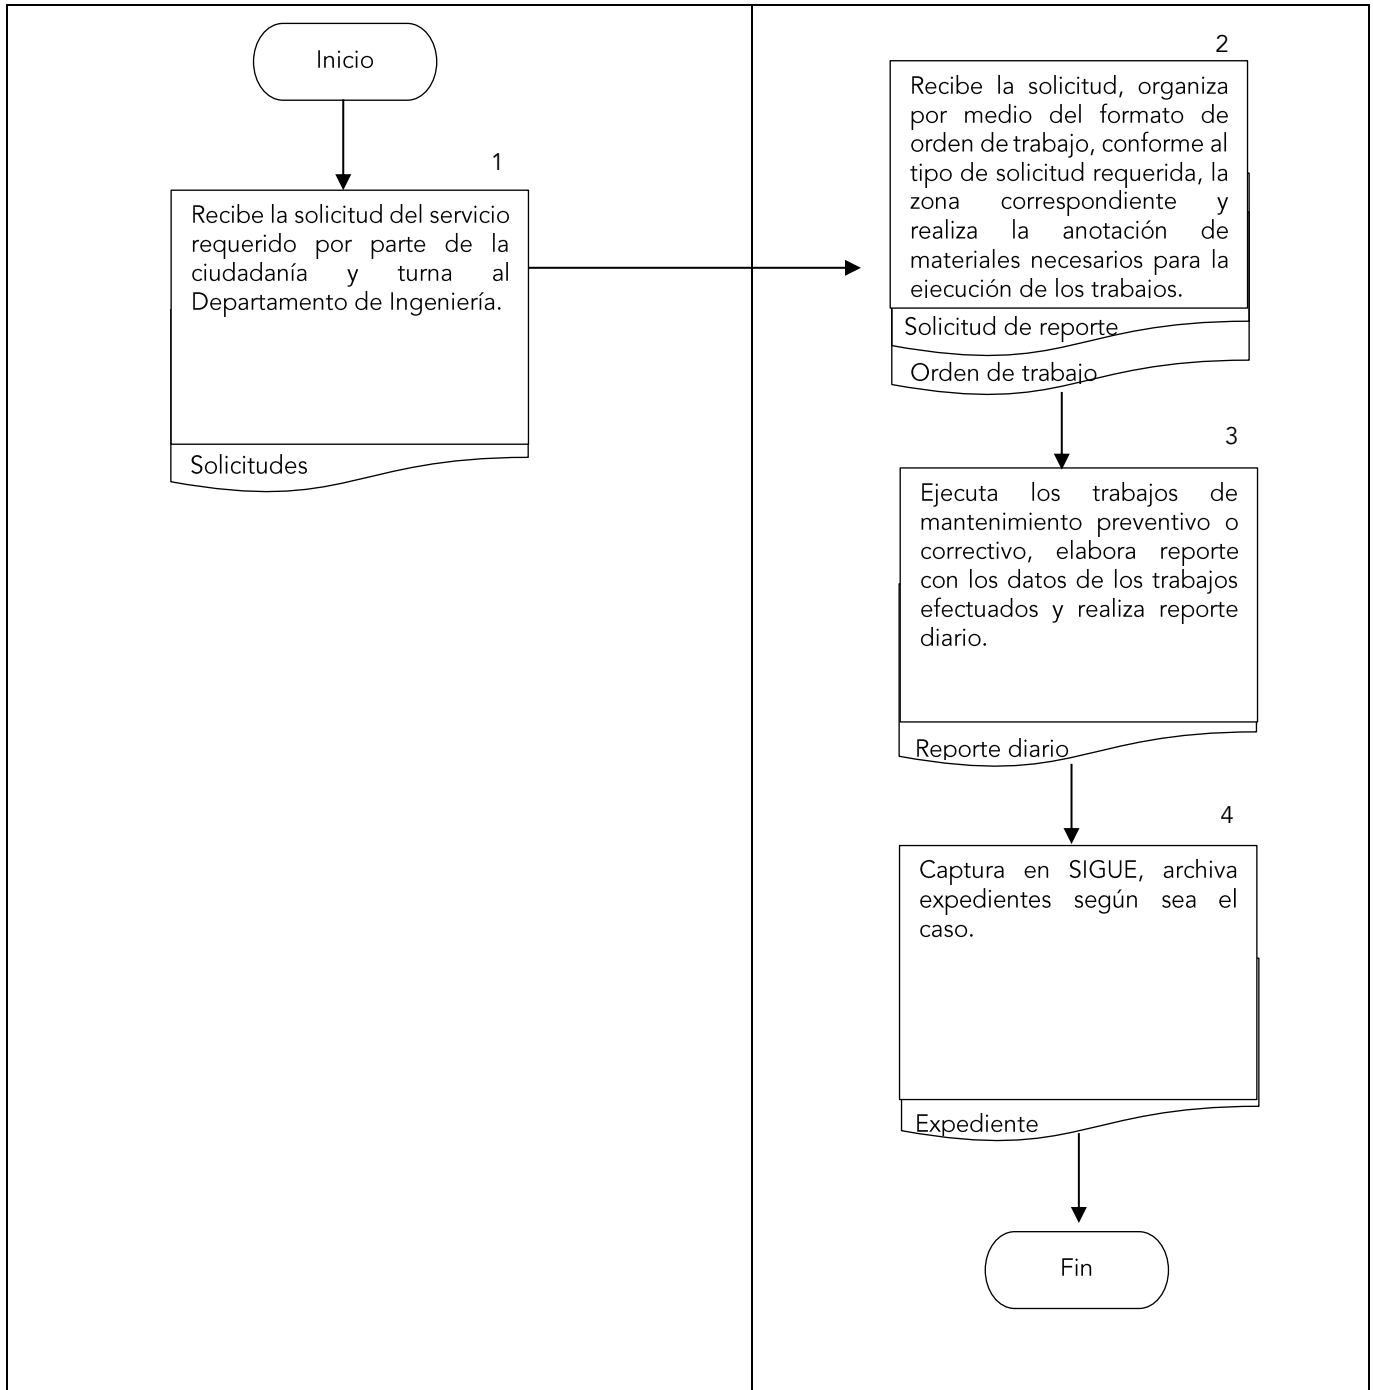 Inicio
1
Recibe la solicitud del servicio
requerido por parte de la
ciudadanía y turna al
Departamento de Ingeniería.
Solicitudes
2
Recibe la solicitud, organiza
por medio del formato de
orden de trabajo, conforme al
tipo de solicitud requerida, la
zona correspondiente y
realiza la anotación de
materiales necesarios para la
ejecución de los trabajos.
Solicitud de reporte
Orden de trabajo
3
Ejecuta los trabajos de
mantenimiento preventivo o
correctivo, elabora reporte
con los datos de los trabajos
efectuados y realiza reporte
diario.
Reporte diario
4
Captura en SIGUE, archiva
expedientes según sea el
caso.
Expediente
Fin